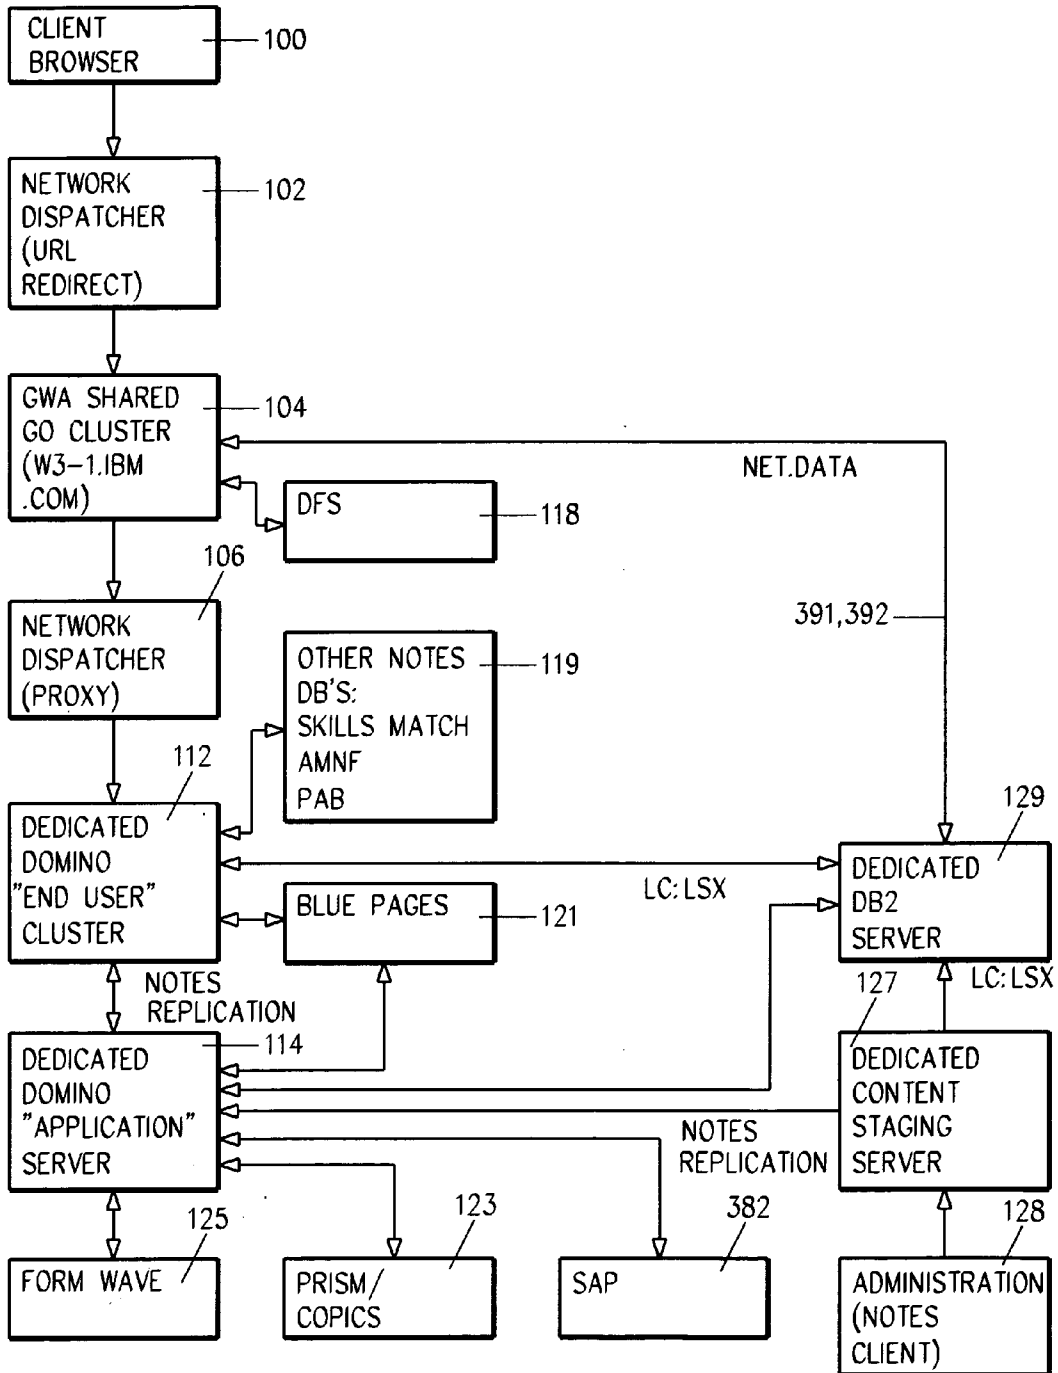 CLIENT
BROWSER
100
NETWORK
DISPATCHER
(URL
REDIRECT)
102
GWA SHARED
GO CLUSTER
(W3-1.IBM
.COM)
104
NET.DATA
DFS
118
106
391,392
NETWORK
DISPATCHER
(PROXY)
OTHER NOTES
DB'S:
SKILLS MATCH
AMNF
PAB
119
112
129
DEDICATED
DOMINO
"END USER"
CLUSTER
LC:LSX
DEDICATED
DB2
SERVER
BLUE PAGES
121
NOTES
REPLICATION
127
LC:LSX
114
DEDICATED
DOMINO
"APPLICATION"
SERVER
DEDICATED
CONTENT
STAGING
SERVER
NOTES
REPLICATION
125
123
382
128
FORM WAVE
PRISM/
COPICS
SAP
ADMINISTRATION
(NOTES
CLIENT)